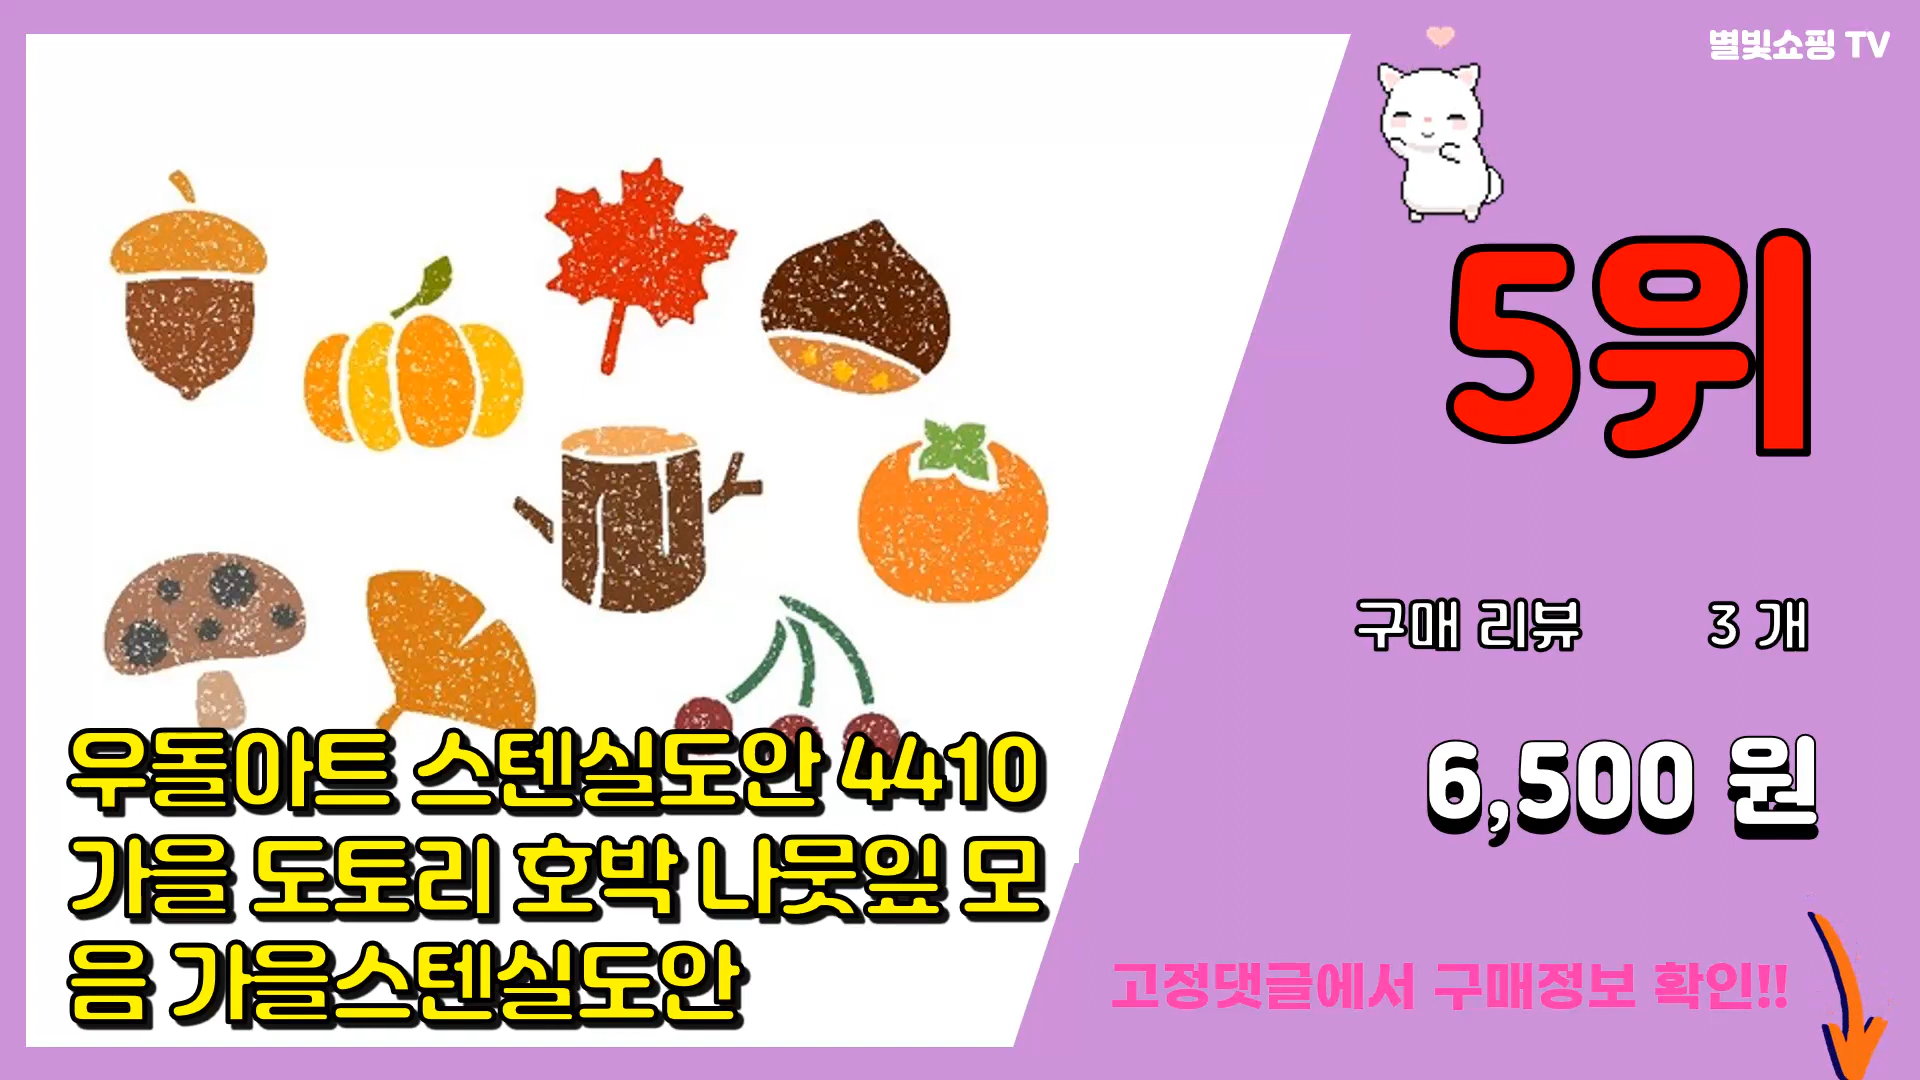 별빛쇼핑 TV
5위
구매 리뷰 3 개
6,500 원
우돌아트 스텐실도안 4410
가을 도토리 호박 나뭇잎 모
음 가을스텐실도안
고정댓글에서 구매정보 확인!!